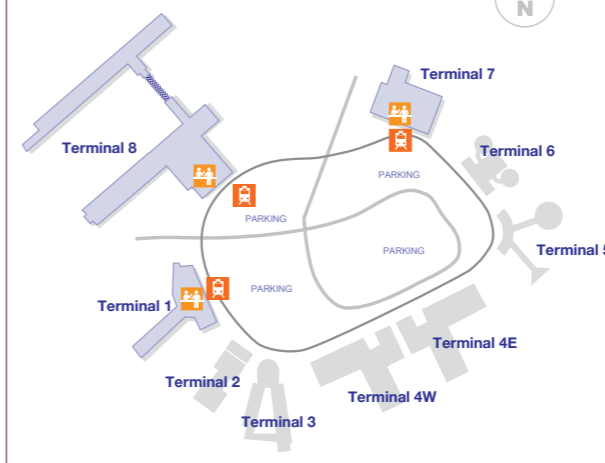 N
Terminal 7
Terminal 8
Terminal 6
PARKING
PARKING
Terminal 5
PARKING
PARKING
Terminal 1
Terminal 4E
Terminal 2
Terminal 4W
Terminal 3